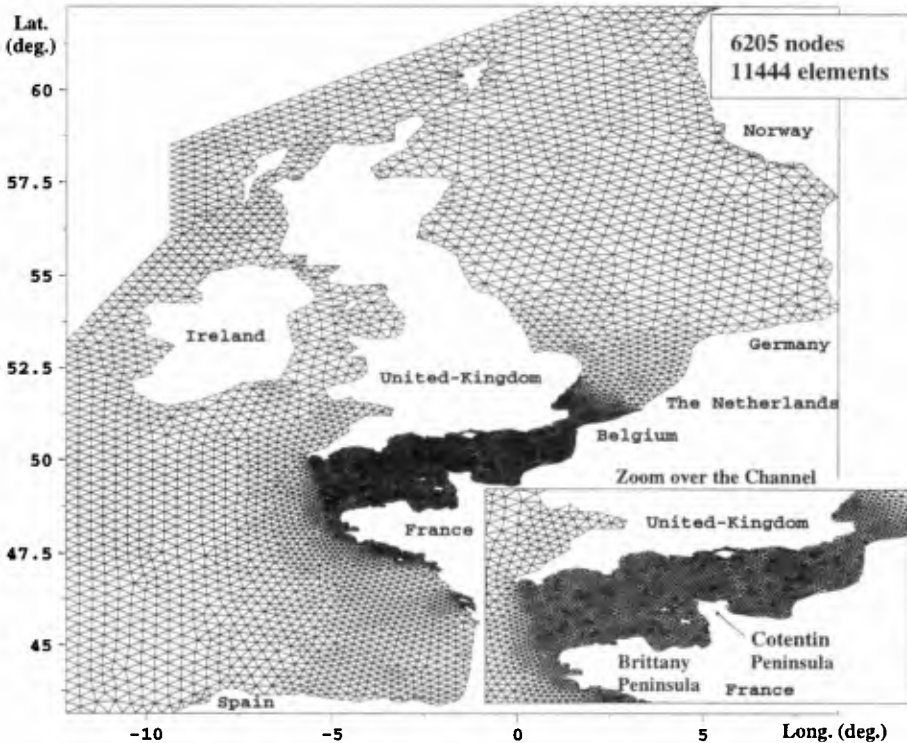 Lat.
(deg.)
6205 nodes
11444 elements
60
Norway
57.5
55
Ireland
Germany
52.5
United-Kingdom
The Netherlands
Belgium
50
Zoom over the Channel
France
United-Kingdom
47.5
45
Cotentin
Peninsula
Brittany
Peninsula
France
Spain
-10
-5
0
5
Long. (deg.)